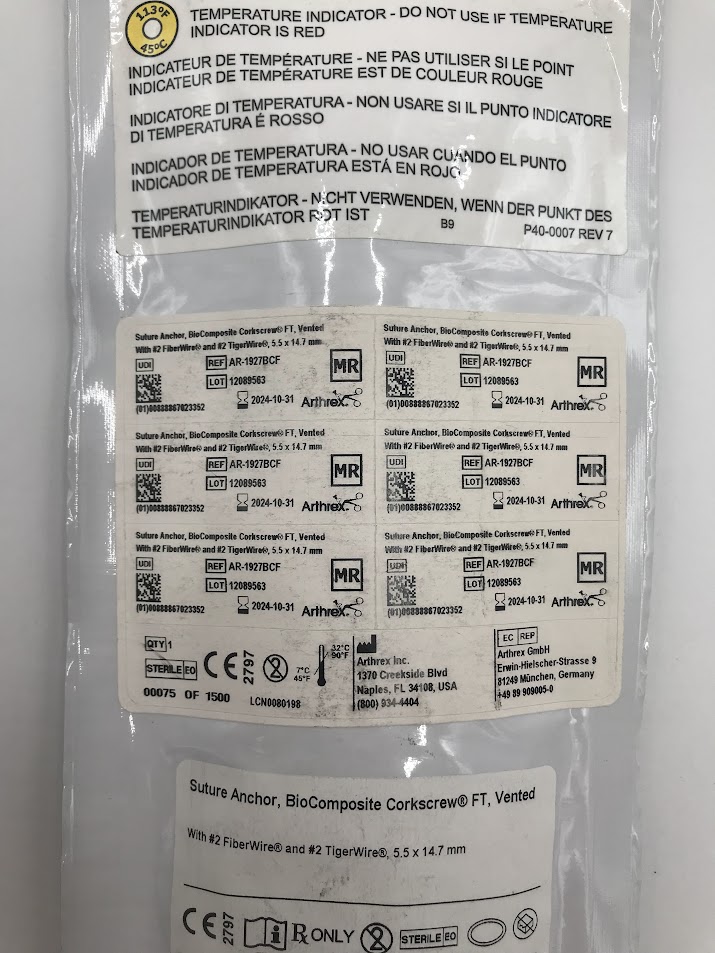 113°F
45°C
TEMPERATURE INDICATOR - DO NOT USE IF TEMPERATURE
INDICATOR IS RED
INDICATEUR DE TEMPÉRATURE - NE PAS UTILISER SI LE POINT
INDICATEUR DE TEMPÉRATURE EST DE COULEUR ROUGE
INDICATORE DI TEMPERATURA - NON USARE SI IL PUNTO INDICATORE
DI TEMPERATURA É ROSSO
INDICADOR DE TEMPERATURA - NO USAR CUANDO EL PUNTO
INDICADOR DE TEMPERATURA ESTÁ EN ROJO
TEMPERATURINDIKATOR - NICHT VERWENDEN, WENN DER PUNKT DES
TEMPERATURINDIKATOR ROT IST
B9 P40-0007 REV 7
Suture Anchor, BioComposite Corkscrew® FT, Vented
With #2 FiberWire® and #2 TigerWire®, 5.5 x 14.7 mm
UDI REF AR-1927BCF MR
LOT 12089563
2024-10-31 Arthrex
(01)00888867023352
Suture Anchor, BioComposite Corkscrew® FT, Vented
With #2 FiberWire® and #2 TigerWire®, 5.5 x 14.7 mm
UDI REF AR-1927BCF MR
LOT 12089563
2024-10-31 Arthrex
(01)00888867023352
Suture Anchor, BioComposite Corkscrew® FT, Vented
With #2 FiberWire® and #2 TigerWire®, 5.5 x 14.7 mm
UDI REF AR-1927BCF MR
LOT 12089563
2024-10-31 Arthrex
(01)00888867023352
Suture Anchor, BioComposite Corkscrew® FT, Vented
With #2 FiberWire® and #2 TigerWire®, 5.5 x 14.7 mm
UDI REF AR-1927BCF MR
LOT 12089563
2024-10-31 Arthrex
(01)00888867023352
Suture Anchor, BioComposite Corkscrew® FT, Vented
With #2 FiberWire® and #2 TigerWire®, 5.5 x 14.7 mm
UDI REF AR-1927BCF MR
LOT 12089563
2024-10-31 Arthrex
(01)00888867023352
Suture Anchor, BioComposite Corkscrew® FT, Vented
With #2 FiberWire® and #2 TigerWire®, 5.5 x 14.7 mm
UDI REF AR-1927BCF MR
LOT 12089563
2024-10-31 Arthrex
(01)00888867023352
QTY 1
STERILE EO CE 2797 2
00075 OF 1500 LCN0080198
7°C
45°F
32°C
90°F
Arthrex Inc.
1370 Creekside Blvd
Naples, FL 34108, USA
(800) 934-4404
EC REP
Arthrex GmbH
Erwin-Hielscher-Strasse 9
81249 München, Germany
+49 89 909005-0
Suture Anchor, BioComposite Corkscrew® FT, Vented
With #2 FiberWire® and #2 TigerWire®, 5.5 x 14.7 mm
CE 2797 i Rx ONLY 2 STERILE EO